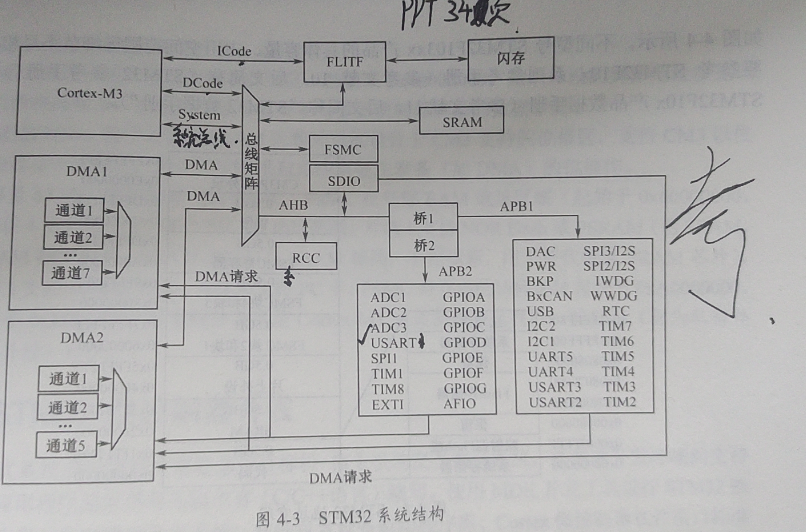 PPT 34 次
ICode
FLITF
闪存
Cortex-M3
DCode
System
系统总线.
总线矩阵
SRAM
FSMC
DMA1
DMA
SDIO
DMA
通道1
通道2
...
通道7
AHB
桥1
APB1
桥2
RCC
APB2
DMA请求
DAC SPI3/I2S
PWR SPI2/I2S
BKP IWDG
BxCAN WWDG
USB RTC
I2C2 TIM7
I2C1 TIM6
UART5 TIM5
UART4 TIM4
USART3 TIM3
USART2 TIM2
ADC1 GPIOA
ADC2 GPIOB
ADC3 GPIOC
USART1 GPIOD
SPI1 GPIOE
TIM1 GPIOF
TIM8 GPIOG
EXTI AFIO
DMA2
通道1
通道2
...
通道5
DMA请求
图 4-3 STM32 系统结构